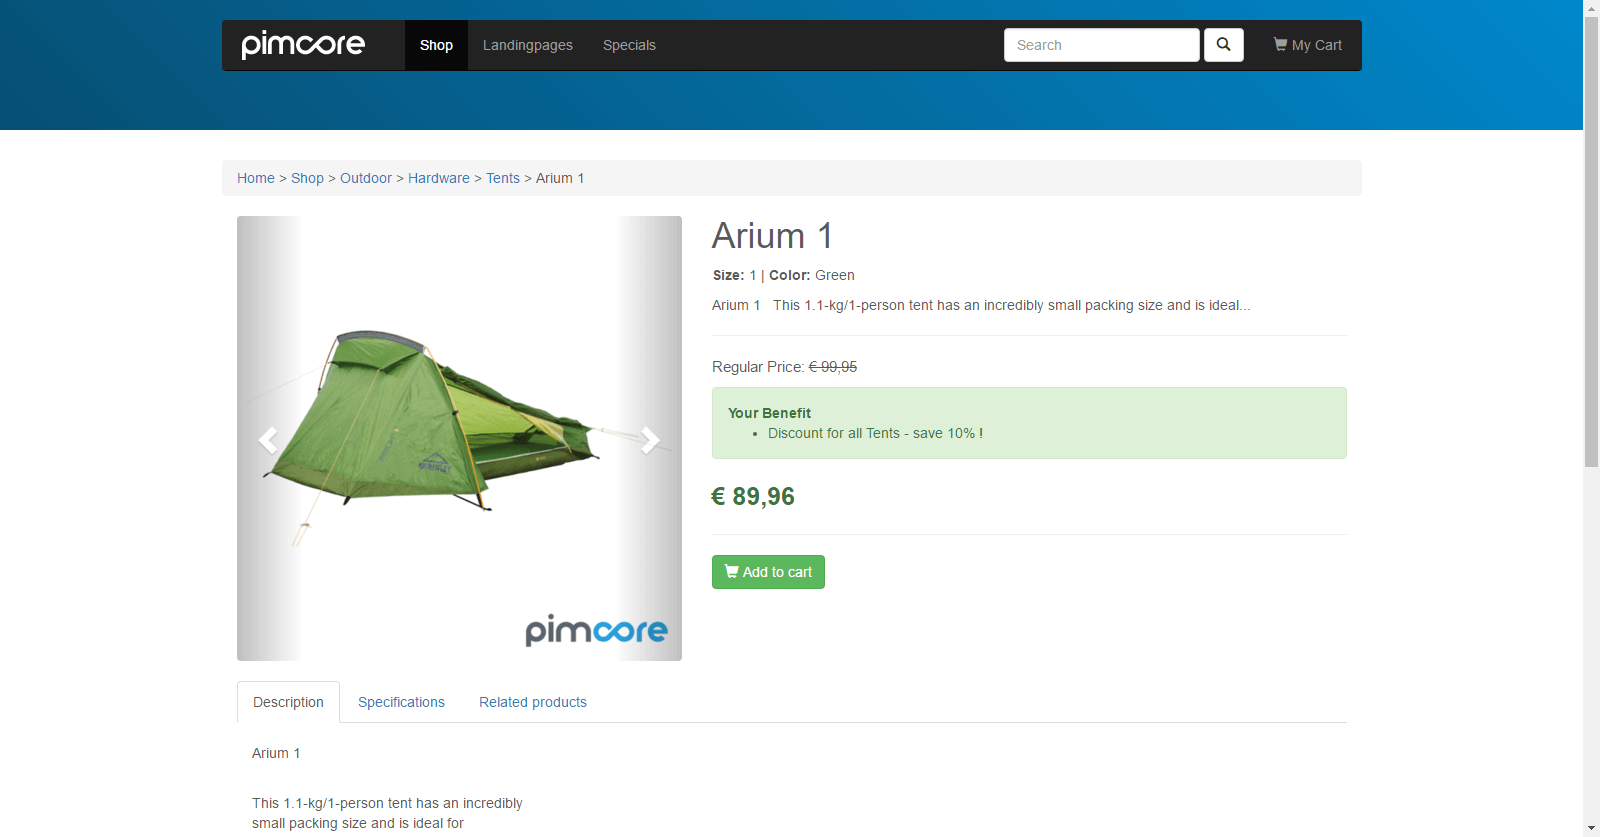 pimcore Shop Landingpages Specials Search My Cart
Home > Shop > Outdoor > Hardware > Tents > Arium 1
Arium 1
Size: 1 | Color: Green
Arium 1 This 1.1-kg/1-person tent has an incredibly small packing size and is ideal...
Regular Price: € 99,95
Your Benefit
• Discount for all Tents - save 10% !
€ 89,96
Add to cart
pimcore
Description Specifications Related products
Arium 1
This 1.1-kg/1-person tent has an incredibly
small packing size and is ideal for